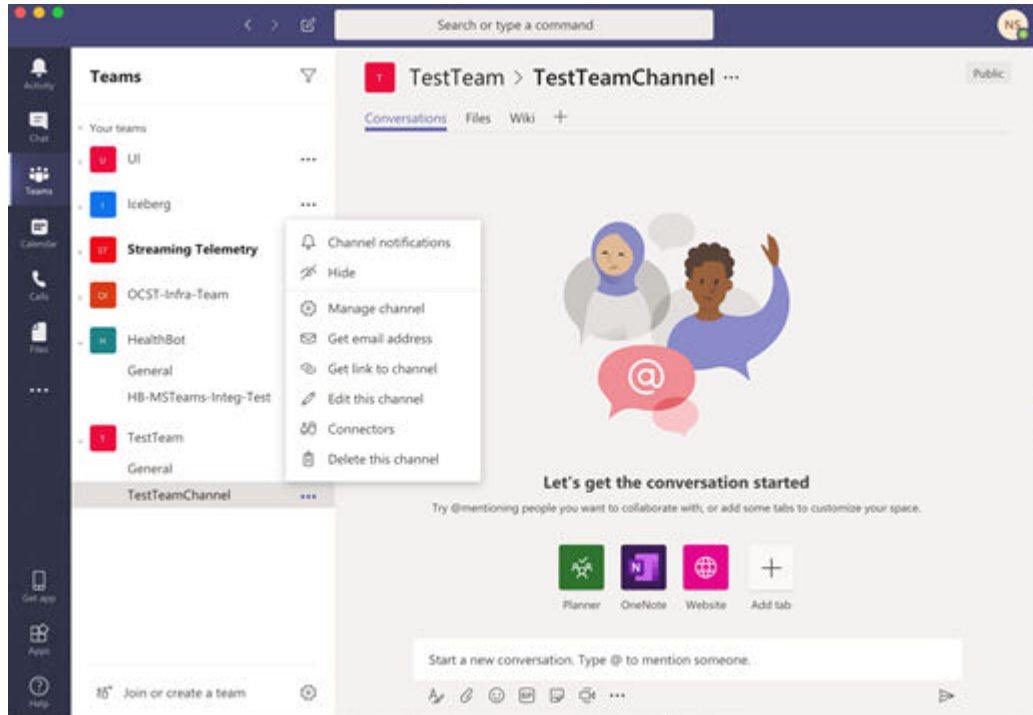 Search or type a command
NS
Activity
Chat
Teams
Calendar
Calls
Files
Get app
Apps
Help
Teams
Your teams
U UI
I Iceberg
ST Streaming Telemetry
OI OCST-Infra-Team
H HealthBot
General
HB-MSTeams-Integ-Test
T TestTeam
General
TestTeamChannel
Join or create a team
Channel notifications
Hide
Manage channel
Get email address
Get link to channel
Edit this channel
Connectors
Delete this channel
T TestTeam > TestTeamChannel ...
Public
Conversations Files Wiki +
@
Let's get the conversation started
Try @mentioning people you want to collaborate with, or add some tabs to customize your space.
N
Planner OneNote Website Add tab
Start a new conversation. Type @ to mention someone.
GIF